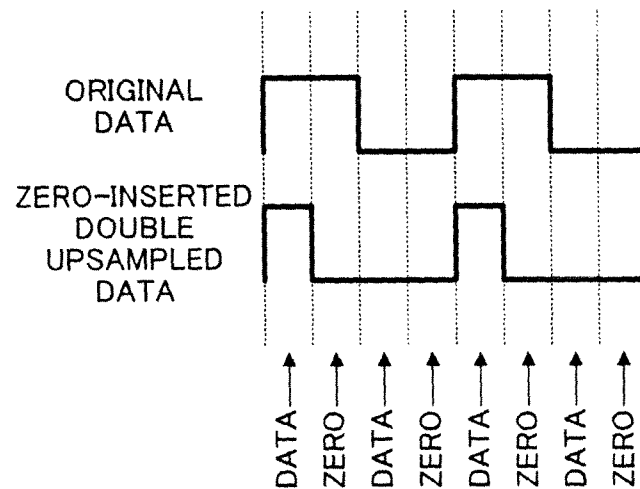 ORIGINAL
DATA
ZERO-INSERTED
DOUBLE
UPSAMPLED
DATA
DATA
ZERO
DATA
ZERO
DATA
ZERO
DATA
ZERO